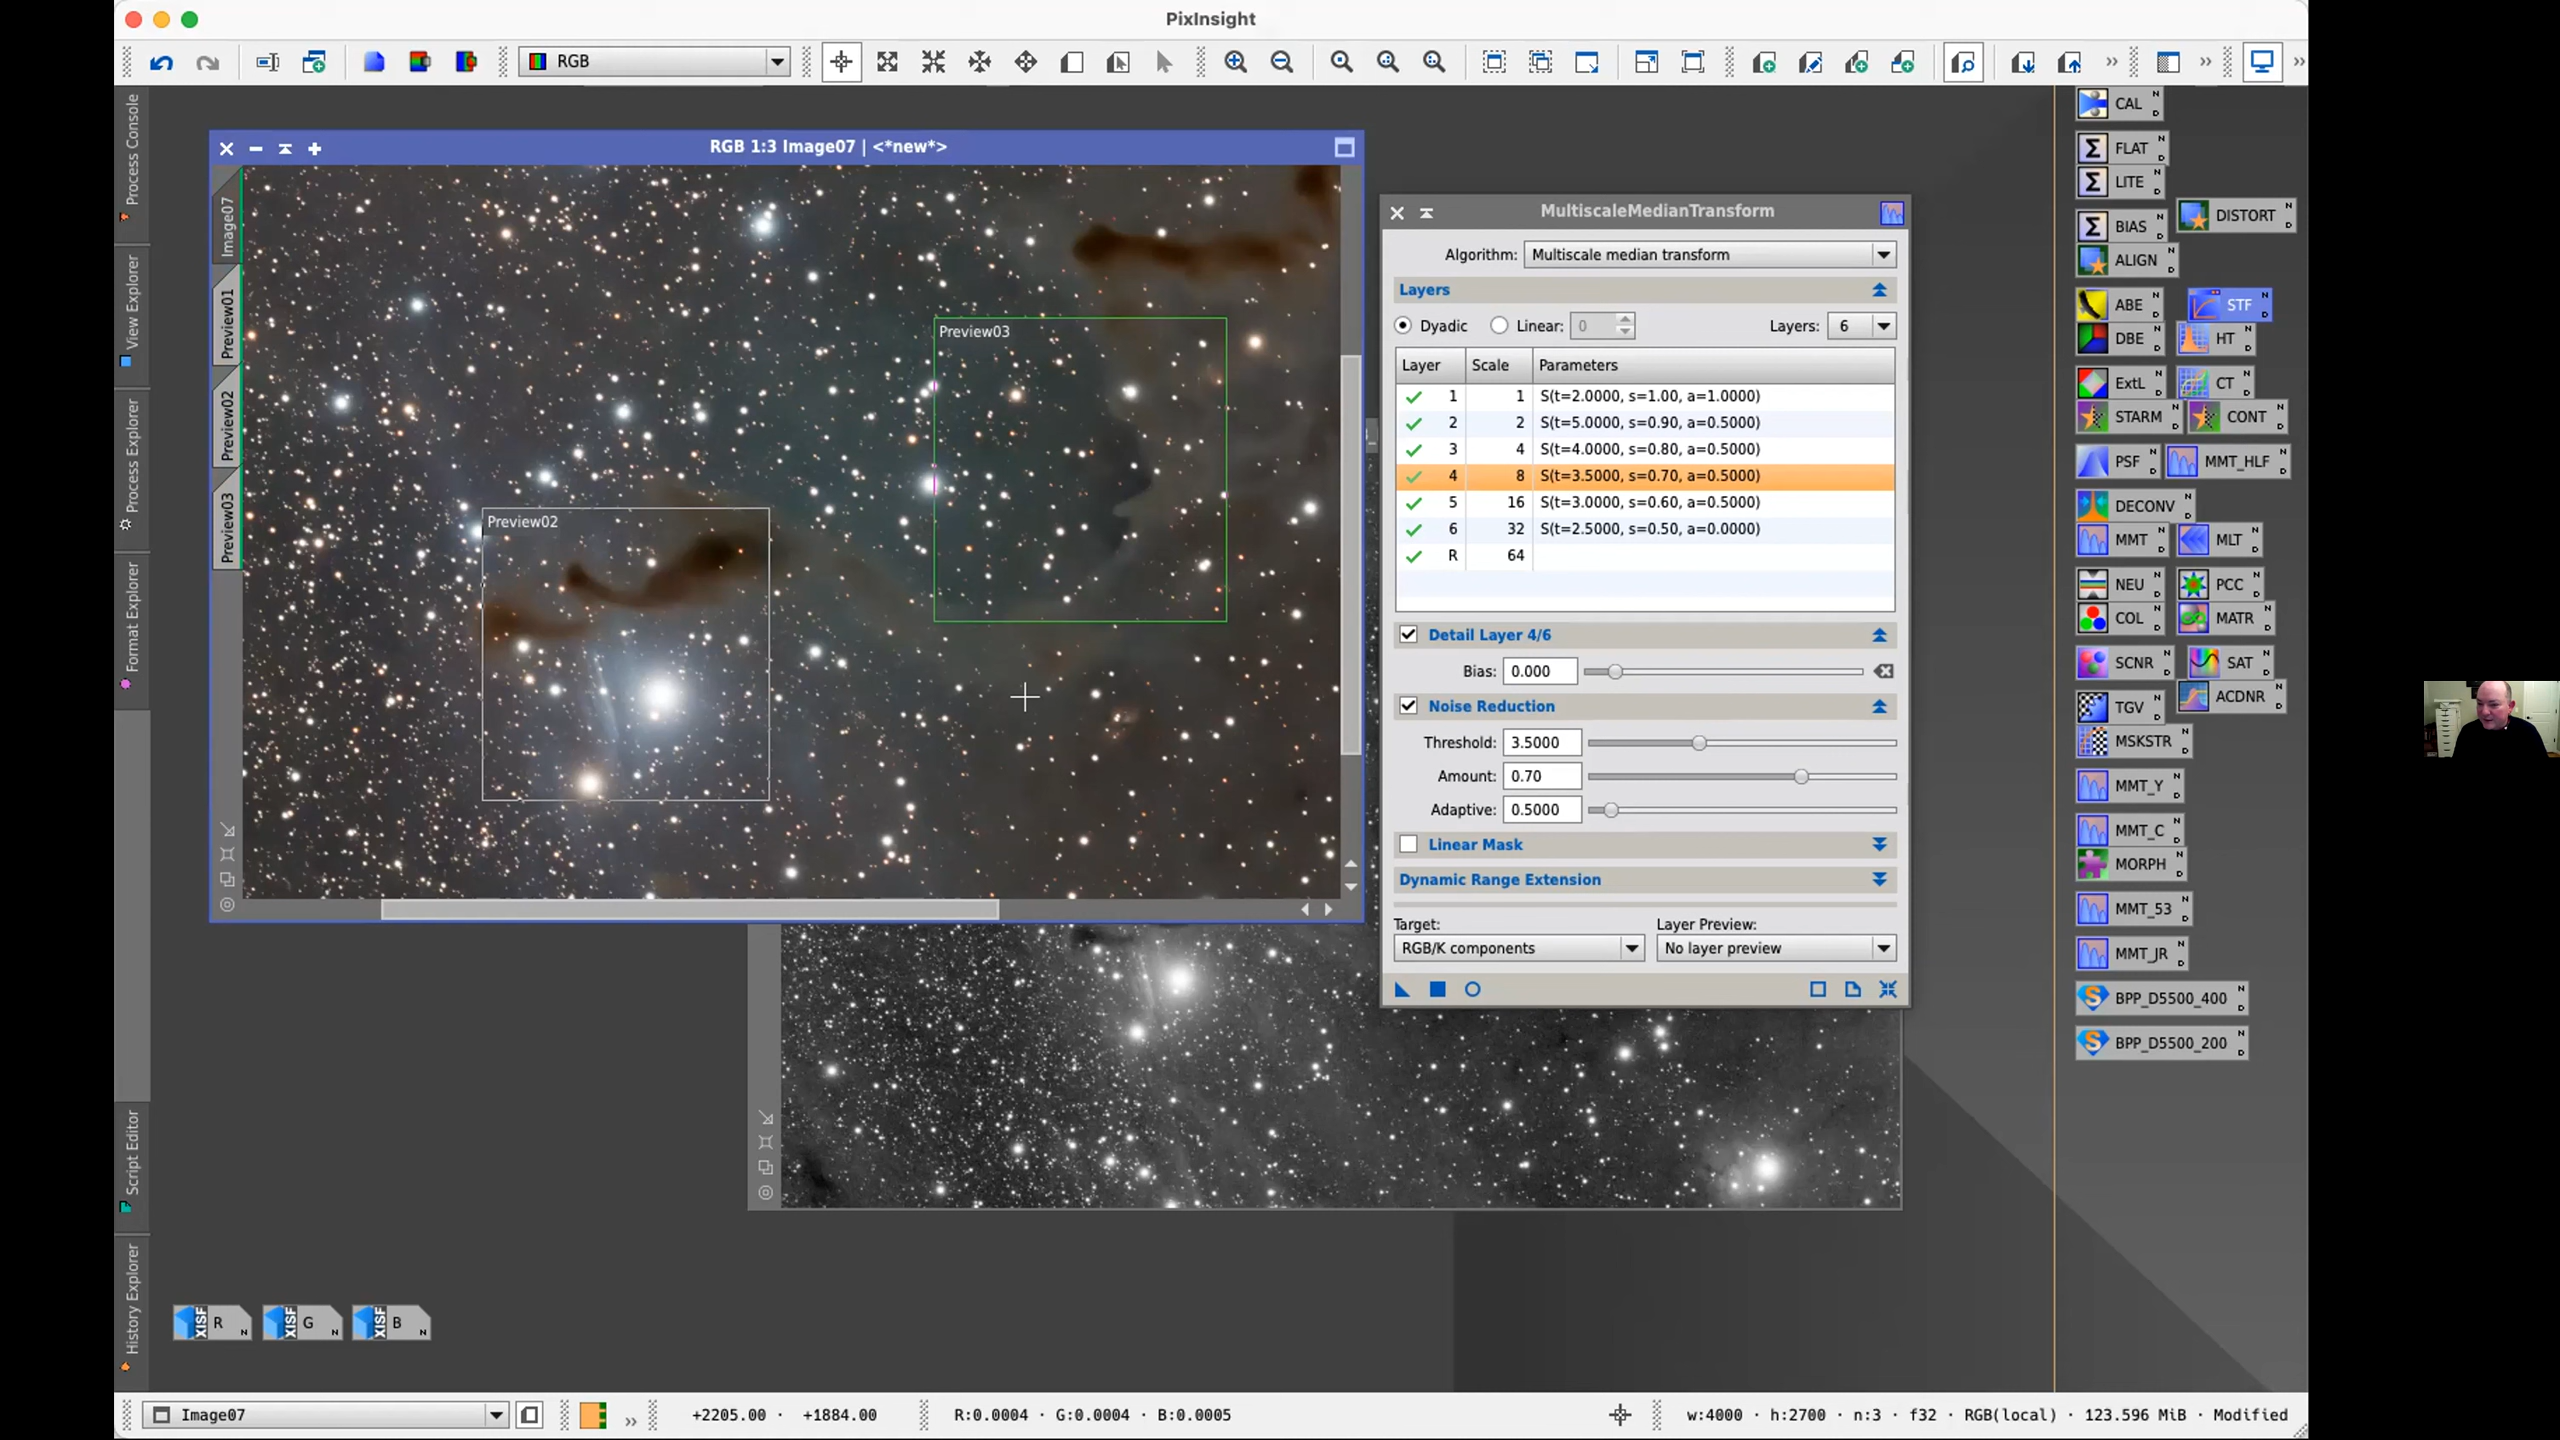 PixInsight
RGB
Process Console
View Explorer
Process Explorer
Format Explorer
Script Editor
History Explorer
RGB 1:3 Image07 | <*new*>
Image07
Preview01
Preview02
Preview03
Preview03
Preview02
MultiscaleMedianTransform
Algorithm: Multiscale median transform
Layers
Dyadic Linear: 0 Layers: 6
Layer Scale Parameters
1 1 S(t=2.0000, s=1.00, a=1.0000)
2 2 S(t=5.0000, s=0.90, a=0.5000)
3 4 S(t=4.0000, s=0.80, a=0.5000)
4 8 S(t=3.5000, s=0.70, a=0.5000)
5 16 S(t=3.0000, s=0.60, a=0.5000)
6 32 S(t=2.5000, s=0.50, a=0.0000)
R 64
Detail Layer 4/6
Bias: 0.000
Noise Reduction
Threshold: 3.5000
Amount: 0.70
Adaptive: 0.5000
Linear Mask
Dynamic Range Extension
Target: Layer Preview:
RGB/K components No layer preview
CAL N D
FLAT N D
LITE N D
BIAS N D DISTORT N D
ALIGN N D
ABE N D STF N D
DBE N D HT N D
ExtL N D CT N D
STARM N D CONT N D
PSF N D MMT_HLF N D
DECONV N D
MMT N D MLT N D
NEU N D PCC N D
COL N D MATR N D
SCNR N D SAT N D
TGV N D ACDNR N D
MSKSTR N D
MMT_Y N D
MMT_C N D
MORPH N D
MMT_53 N D
MMT_JR N D
BPP_D5500_400 N D
BPP_D5500_200 N D
XISF R N XISF G N XISF B N
Image07 +2205.00 · +1884.00 R:0.0004 · G:0.0004 · B:0.0005 w:4000 · h:2700 · n:3 · f32 · RGB(local) · 123.596 MiB · Modified